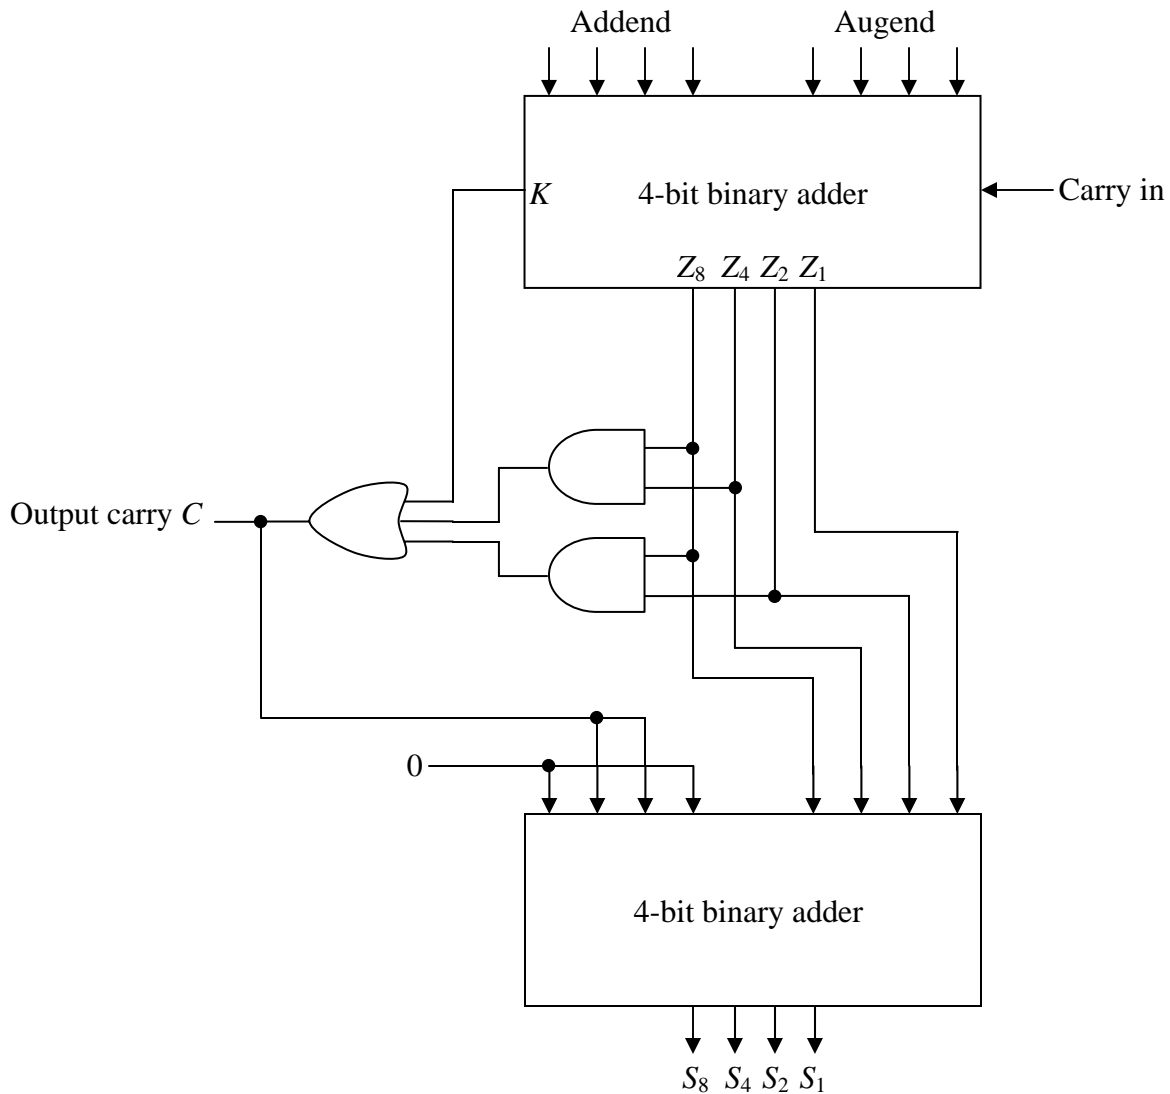 Addend
Augend
K
4-bit binary adder
Carry in
Z₈ Z₄ Z₂ Z₁
Output carry C
0
4-bit binary adder
S₈ S₄ S₂ S₁